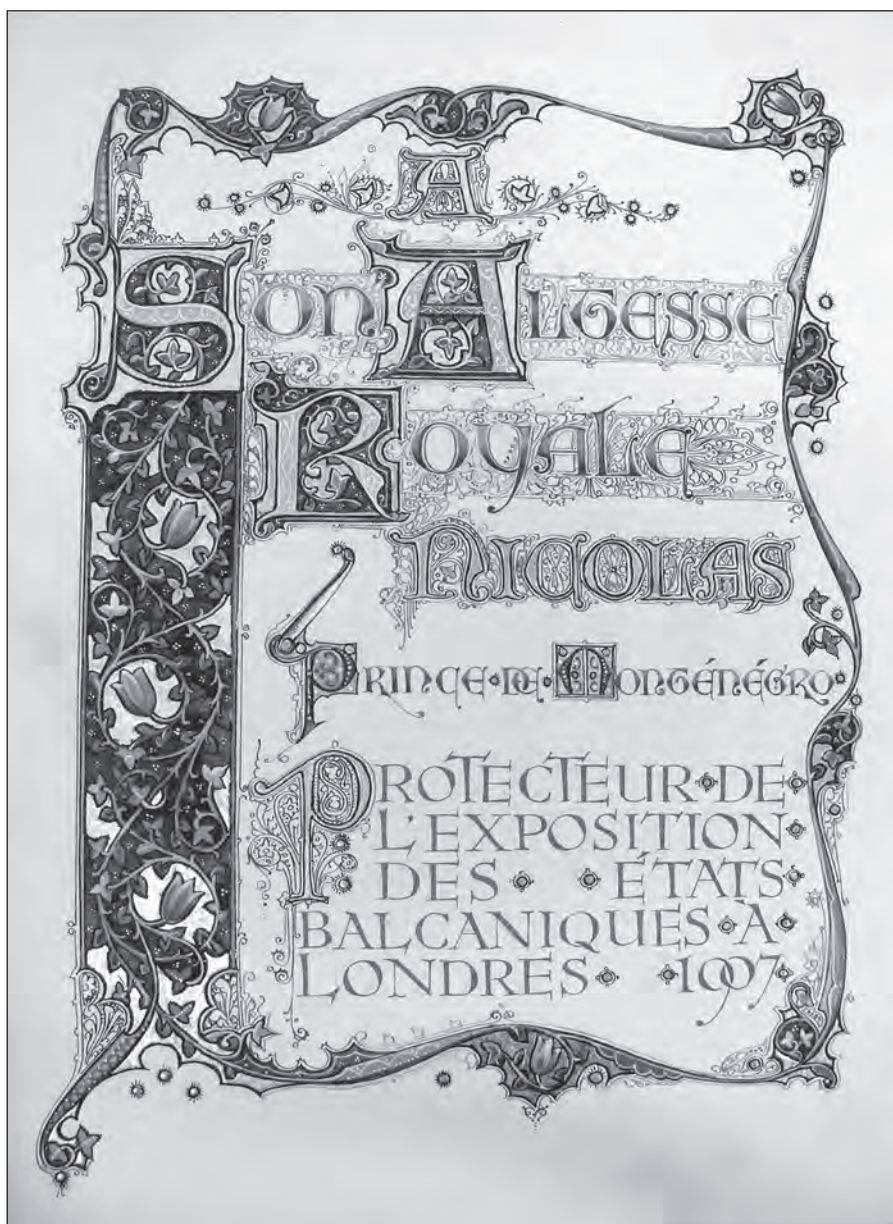 A
SON ALTESSE
ROYALE
NICOLAS
PRINCE · DE · MONTÉNÉGRO ·
PROTECTEUR · DE ·
L'EXPOSITION ·
DES · · ÉTATS ·
BALCANIQUES · À ·
LONDRES · · 1907 ·